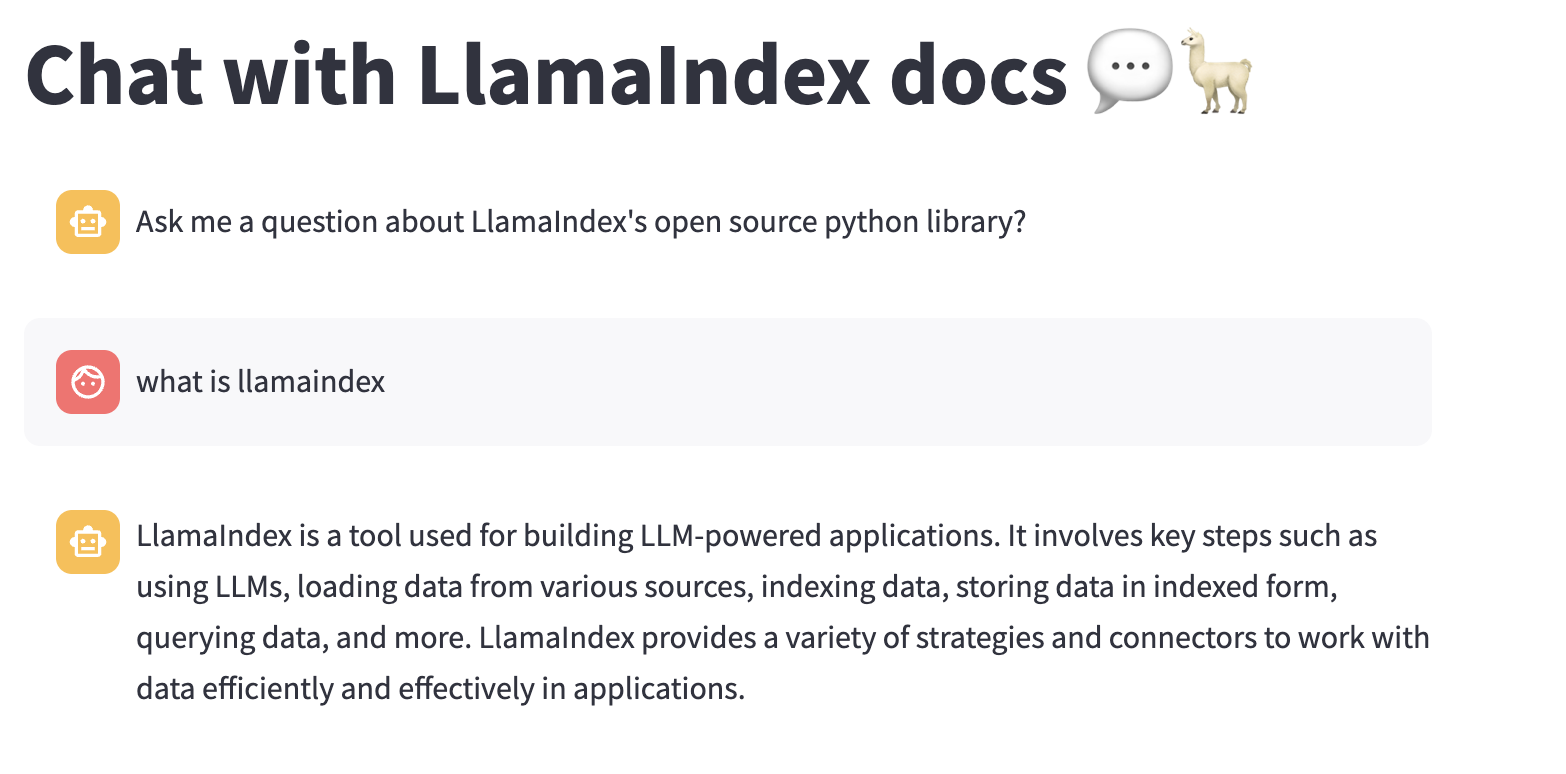 Chat with LlamaIndex docs 💬🦙
Ask me a question about LlamaIndex's open source python library?
what is llamaindex
LlamaIndex is a tool used for building LLM-powered applications. It involves key steps such as
using LLMs, loading data from various sources, indexing data, storing data in indexed form,
querying data, and more. LlamaIndex provides a variety of strategies and connectors to work with
data efficiently and effectively in applications.